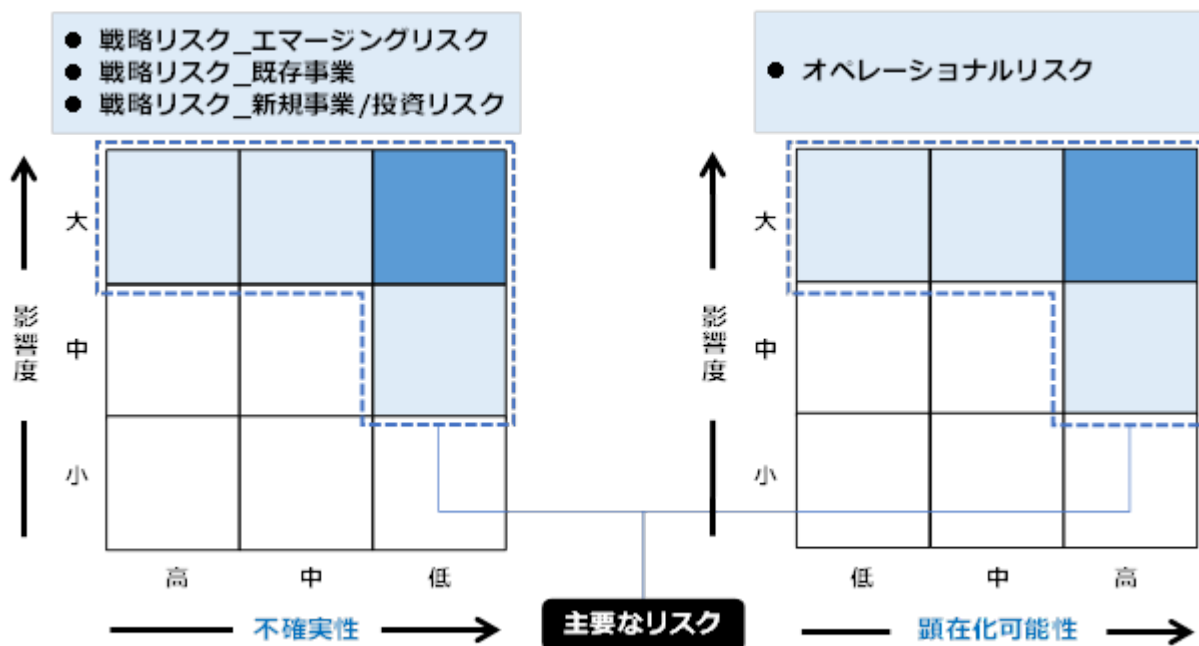 ● 戦略リスク_エマージングリスク
● 戦略リスク_既存事業
● 戦略リスク_新規事業/投資リスク
影響度
大
中
小
高 中 低
不確実性
● オペレーショナルリスク
影響度
大
中
小
低 中 高
顕在化可能性
主要なリスク